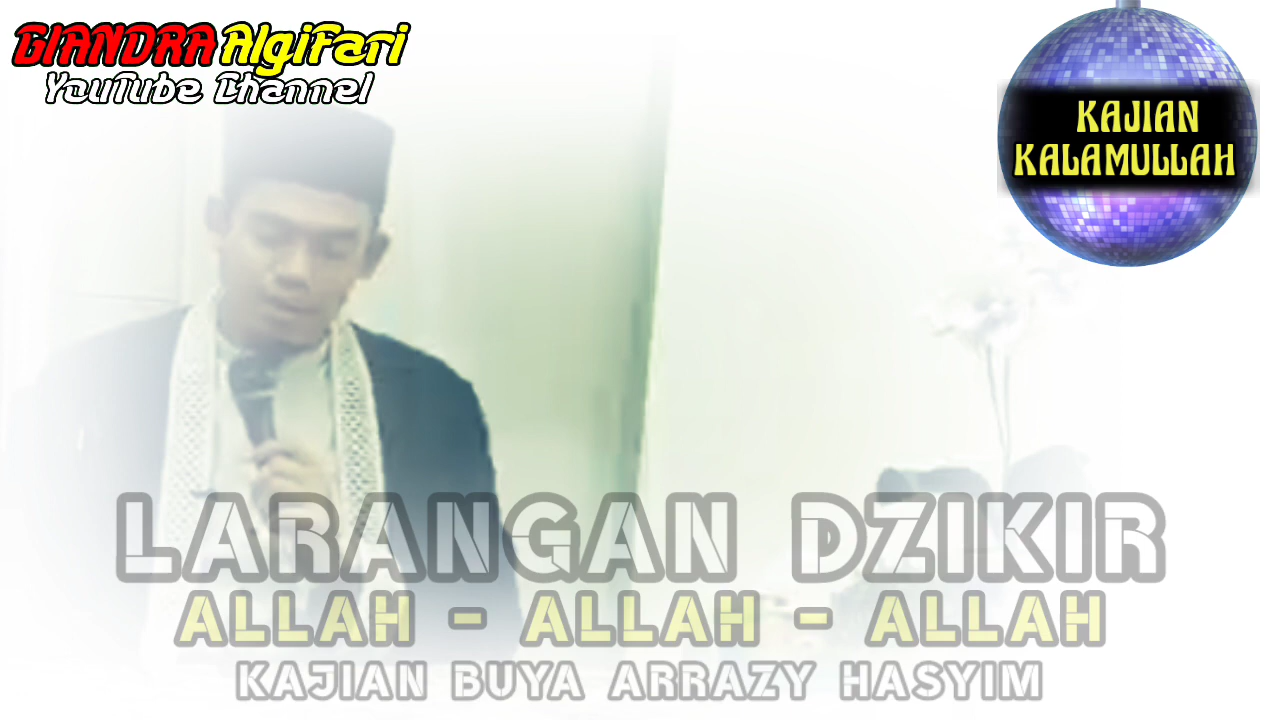 GIANDRA AlgiFari
YouTube Channel
KAJIAN
KALAMULLAH
LARANGAN DZIKIR
ALLAH - ALLAH - ALLAH
KAJIAN BUYA ARRAZY HASYIM